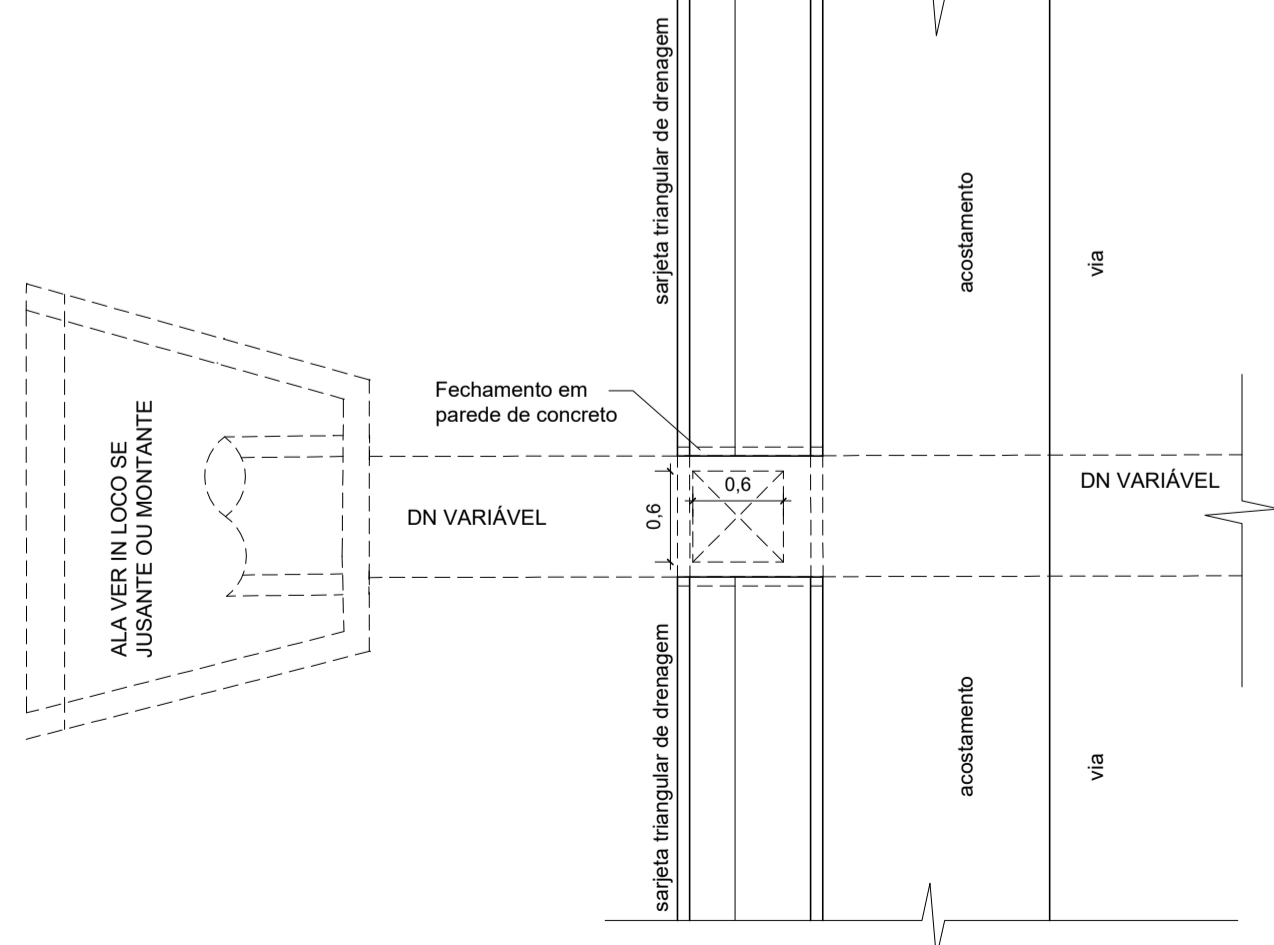 sarjeta triangular de drenagem
acostamento
via
Fechamento em
parede de concreto
ALA VER IN LOCO SE
JUSANTE OU MONTANTE
DN VARIÁVEL
0,6
0,6
DN VARIÁVEL
sarjeta triangular de drenagem
acostamento
via